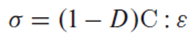 σ = (1 − D)C : ε